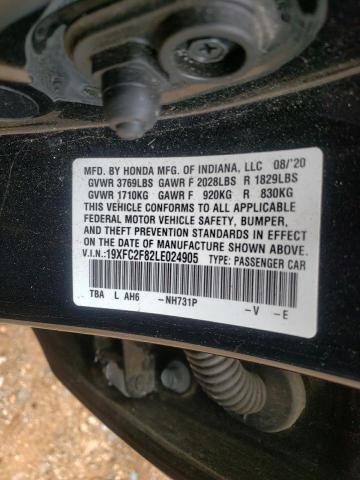 MFD. BY HONDA MFG. OF INDIANA, LLC 08/'20
GVWR 3769LBS GAWR F 2028LBS R 1829LBS
GVWR 1710KG GAWR F 920KG R 830KG
THIS VEHICLE CONFORMS TO ALL APPLICABLE
FEDERAL MOTOR VEHICLE SAFETY, BUMPER,
AND THEFT PREVENTION STANDARDS IN EFFECT
ON THE DATE OF MANUFACTURE SHOWN ABOVE.
V.I.N.:19XFC2F82LE024905 TYPE: PASSENGER CAR
TBA L AH6 -NH731P -V -E